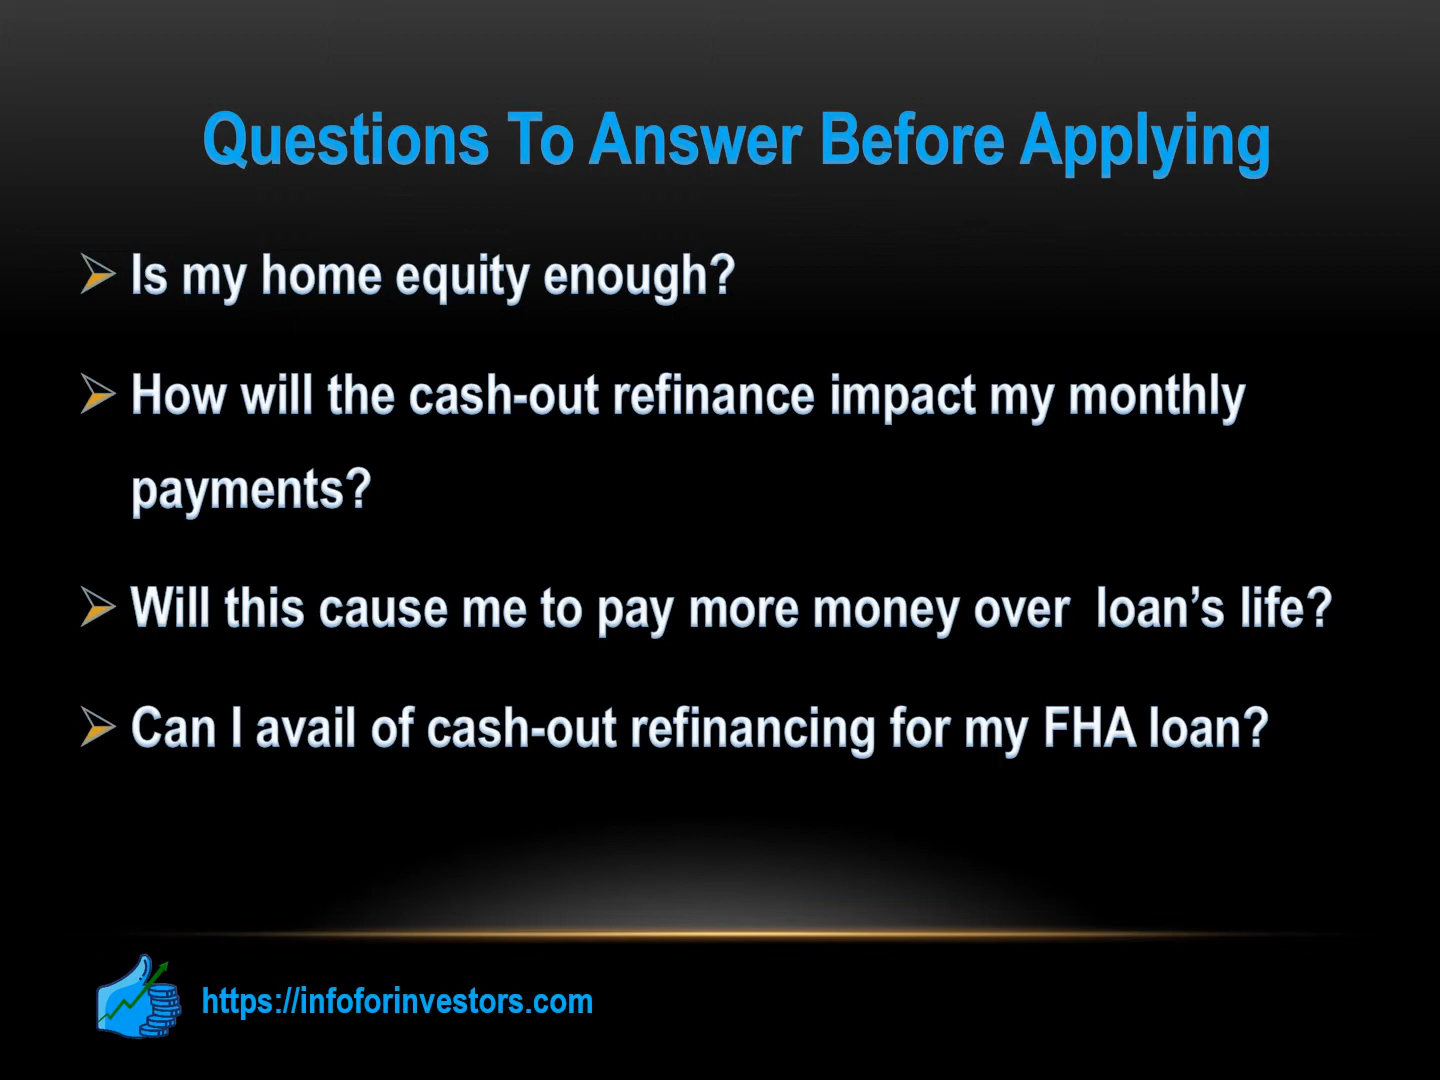 Questions To Answer Before Applying
Is my home equity enough?
How will the cash-out refinance impact my monthly
payments?
Will this cause me to pay more money over  loan’s life?
Can I avail of cash-out refinancing for my FHA loan?
https://infoforinvestors.com